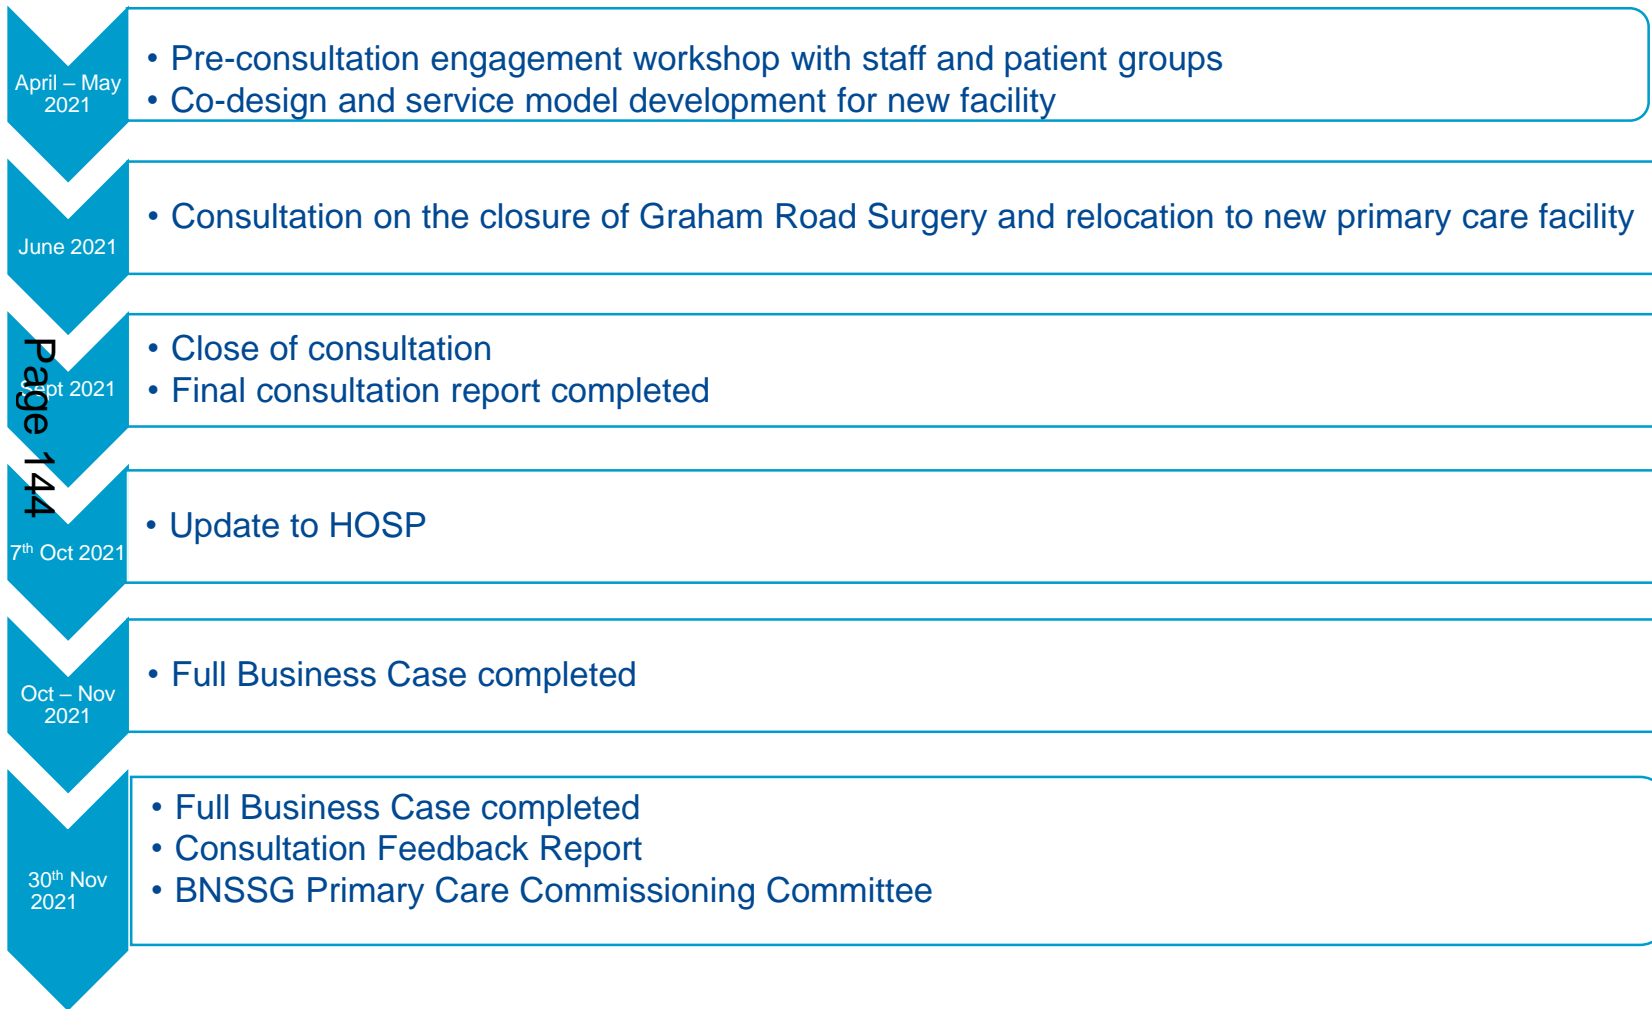 April – May
2021
• Pre-consultation engagement workshop with staff and patient groups
• Co-design and service model development for new facility
June 2021
• Consultation on the closure of Graham Road Surgery and relocation to new primary care facility
Sept 2021
• Close of consultation
• Final consultation report completed
Page 144
7th Oct 2021
• Update to HOSP
Oct – Nov
2021
• Full Business Case completed
30th Nov
2021
• Full Business Case completed
• Consultation Feedback Report
• BNSSG Primary Care Commissioning Committee